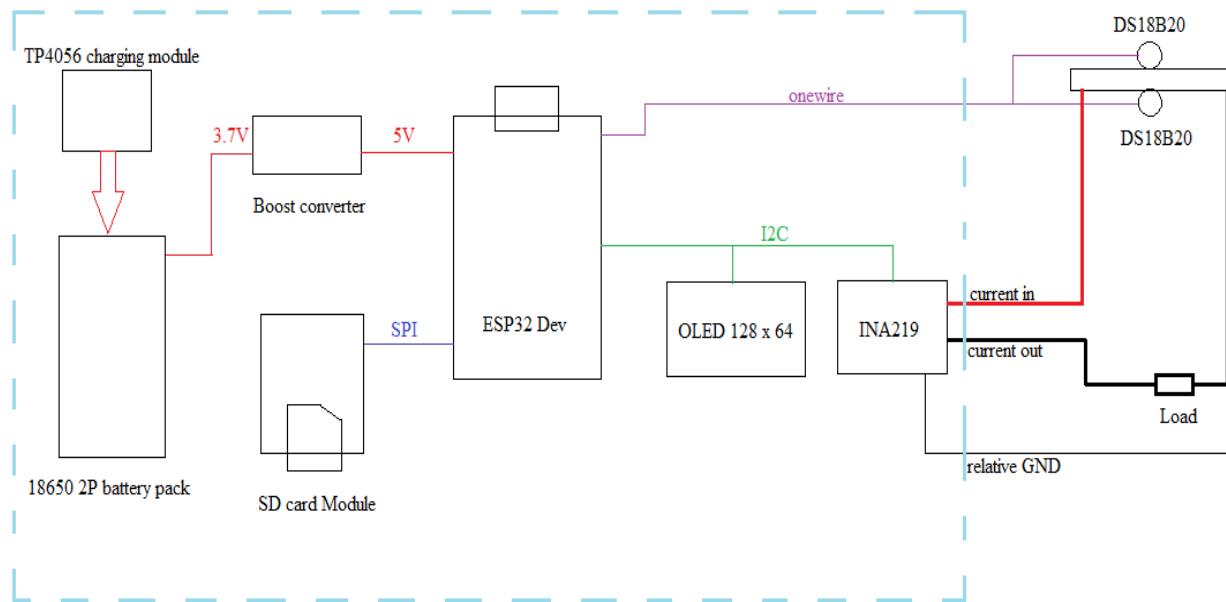 DS18B20
TP4056 charging module
onewire
3.7V
5V
DS18B20
Boost converter
I2C
current in
SPI
ESP32 Dev
OLED 128 x 64
INA219
current out
Load
relative GND
18650 2P battery pack
SD card Module